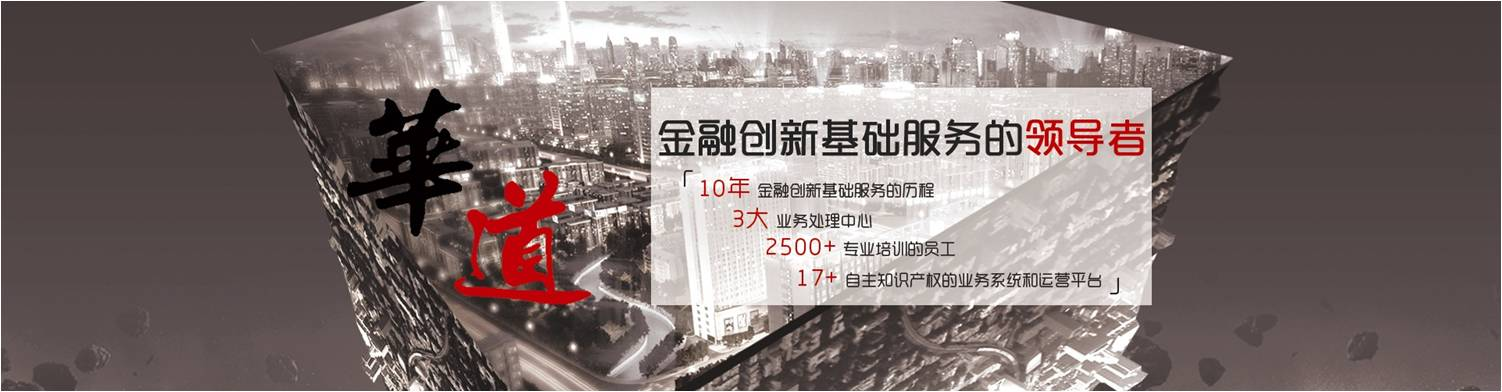 華
道
金融创新基础服务的领导者
「10年 金融创新基础服务的历程
3大 业务处理中心
2500+ 专业培训的员工
17+ 自主知识产权的业务系统和运营平台」